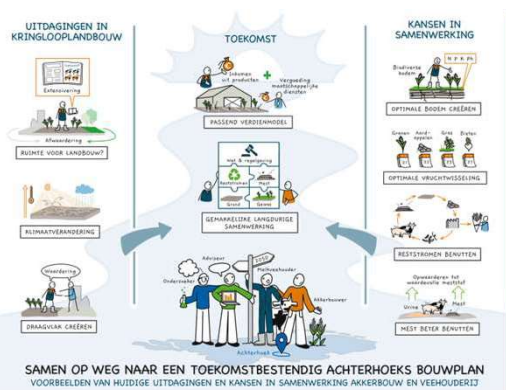 UITDAGINGEN IN
KRINGLOOPLANDBOUW
Extensivering
Afwaardering
RUIMTE VOOR LANDBOUW?
KLIMAATVERANDERING
Waardering
DRAAGVLAK CREËREN
TOEKOMST
Inkomen
uit producten
+
Vergoeding
maatschappelijke
diensten
PASSEND VERDIENMODEL
Wet & regelgeving
Reststromen
Mest
Grond
Gewas
GEMAKKELIJKE LANGDURIGE
SAMENWERKING
Adviseur
Onderzoeker
2030
Melkveehouder
Akkerbouwer
Achterhoek
KANSEN IN
SAMENWERKING
Biodiverse
bodem
OPTIMALE BODEM CREËREN
Granen
Aard-
appelen
Gras
Bieten
OPTIMALE VRUCHTWISSELING
RESTSTROMEN BENUTTEN
Opwaarderen tot
waardevolle meststof
Urine
Mest
MEST BETER BENUTTEN
SAMEN OP WEG NAAR EEN TOEKOMSTBESTENDIG ACHTERHOEKS BOUWPLAN
VOORBEELDEN VAN HUIDIGE UITDAGINGEN EN KANSEN IN SAMENWERKING AKKERBOUW EN VEEHOUDERIJ